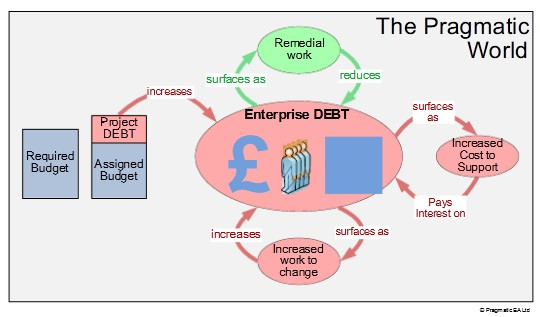 The Pragmatic
World
Remedial
work
surfaces as
reduces
increases
Enterprise DEBT
Project
DEBT
Required
Budget
Assigned
Budget
£
surfaces
as
Increased
Cost to
Support
Pays
Interest on
increases
surfaces as
Increased
work to
change
© Pragmatic EA Ltd